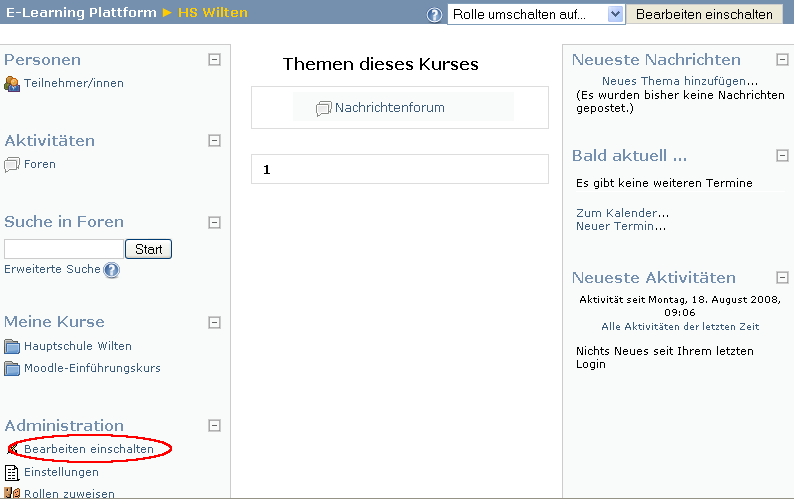 E-Learning Plattform ► HS Wilten
Rolle umschalten auf...
Bearbeiten einschalten
Personen
Teilnehmer/innen
Aktivitäten
Foren
Suche in Foren
Start
Erweiterte Suche
Meine Kurse
Hauptschule Wilten
Moodle-Einführungskurs
Administration
Bearbeiten einschalten
Einstellungen
Rollen zuweisen
Themen dieses Kurses
Nachrichtenforum
1
Neueste Nachrichten
Neues Thema hinzufügen...
(Es wurden bisher keine Nachrichten
gepostet.)
Bald aktuell ...
Es gibt keine weiteren Termine
Zum Kalender...
Neuer Termin...
Neueste Aktivitäten
Aktivität seit Montag, 18. August 2008,
09:06
Alle Aktivitäten der letzten Zeit
Nichts Neues seit Ihrem letzten
Login